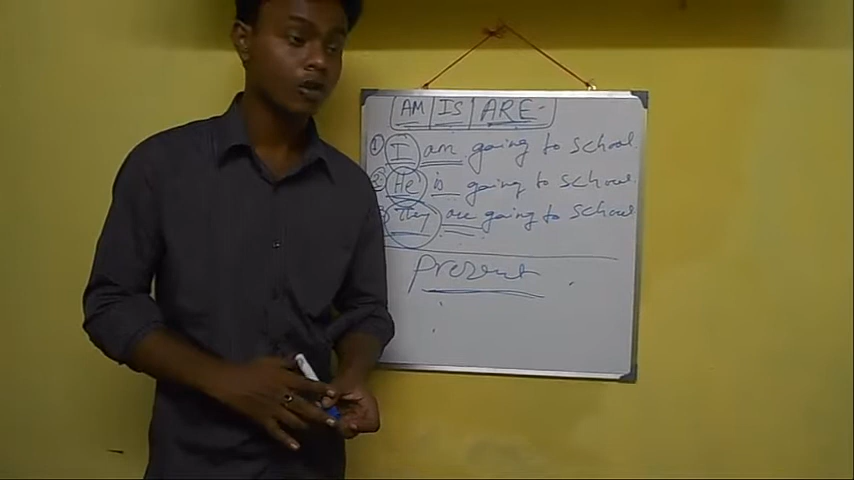 AM IS ARE
① I am going to school.
② He is going to school.
They are going to school.
Present